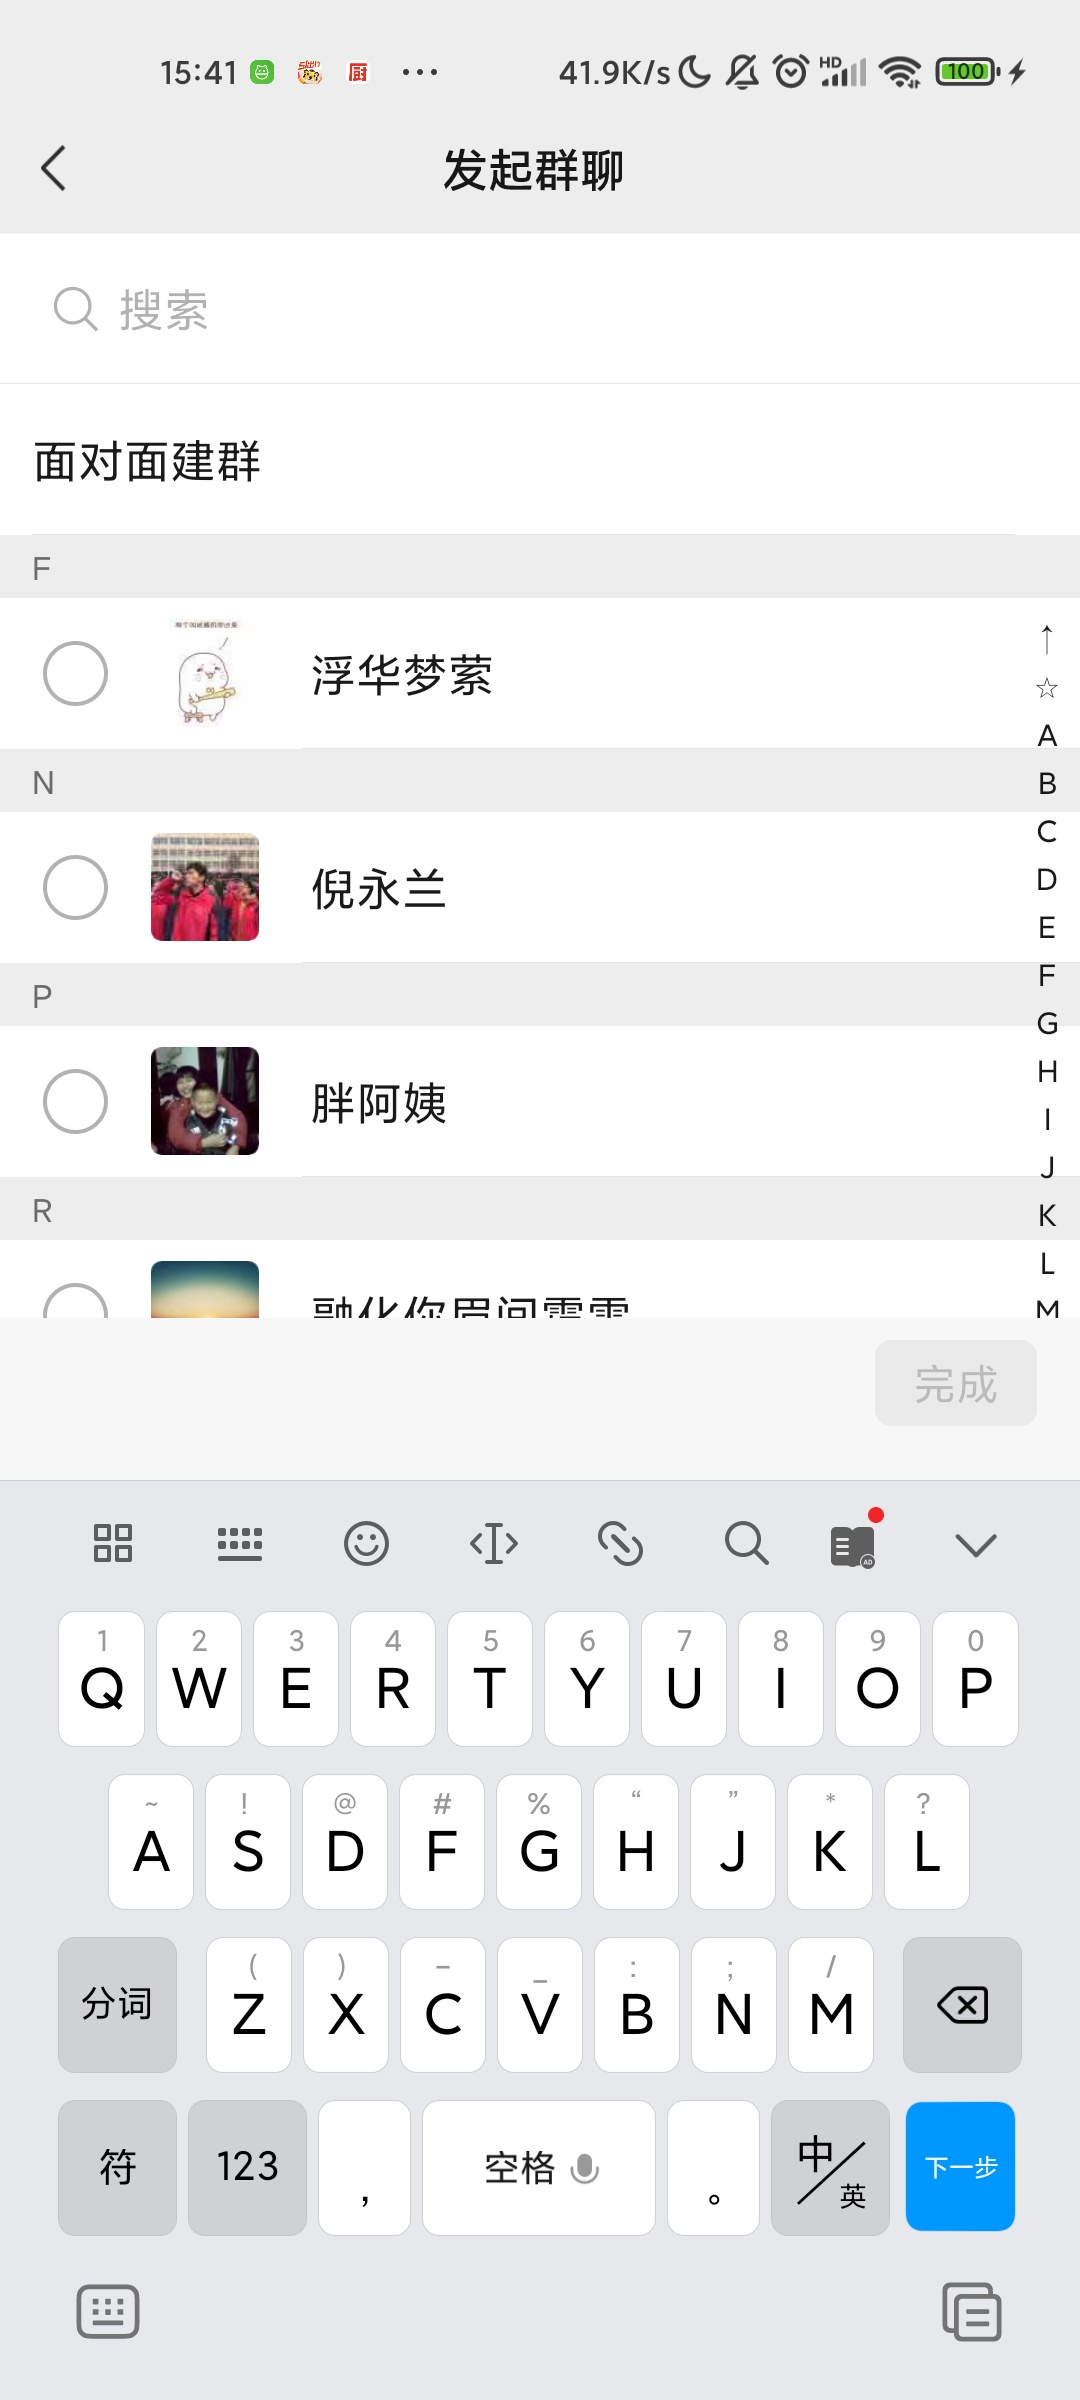 15:41 41.9K/s HD 100
发起群聊
搜索
面对面建群
F
浮华梦萦
↑
☆
A
N
B
倪永兰
C
D
E
P
F
胖阿姨
G
H
I
J
R
K
L
M
完成
1 2 3 4 5 6 7 8 9 0
Q W E R T Y U I O P
~ ! @ # % “ ” * ?
A S D F G H J K L
( ) - _ : ; /
分词 Z X C V B N M
符 123 , 空格 。 中/英 下一步